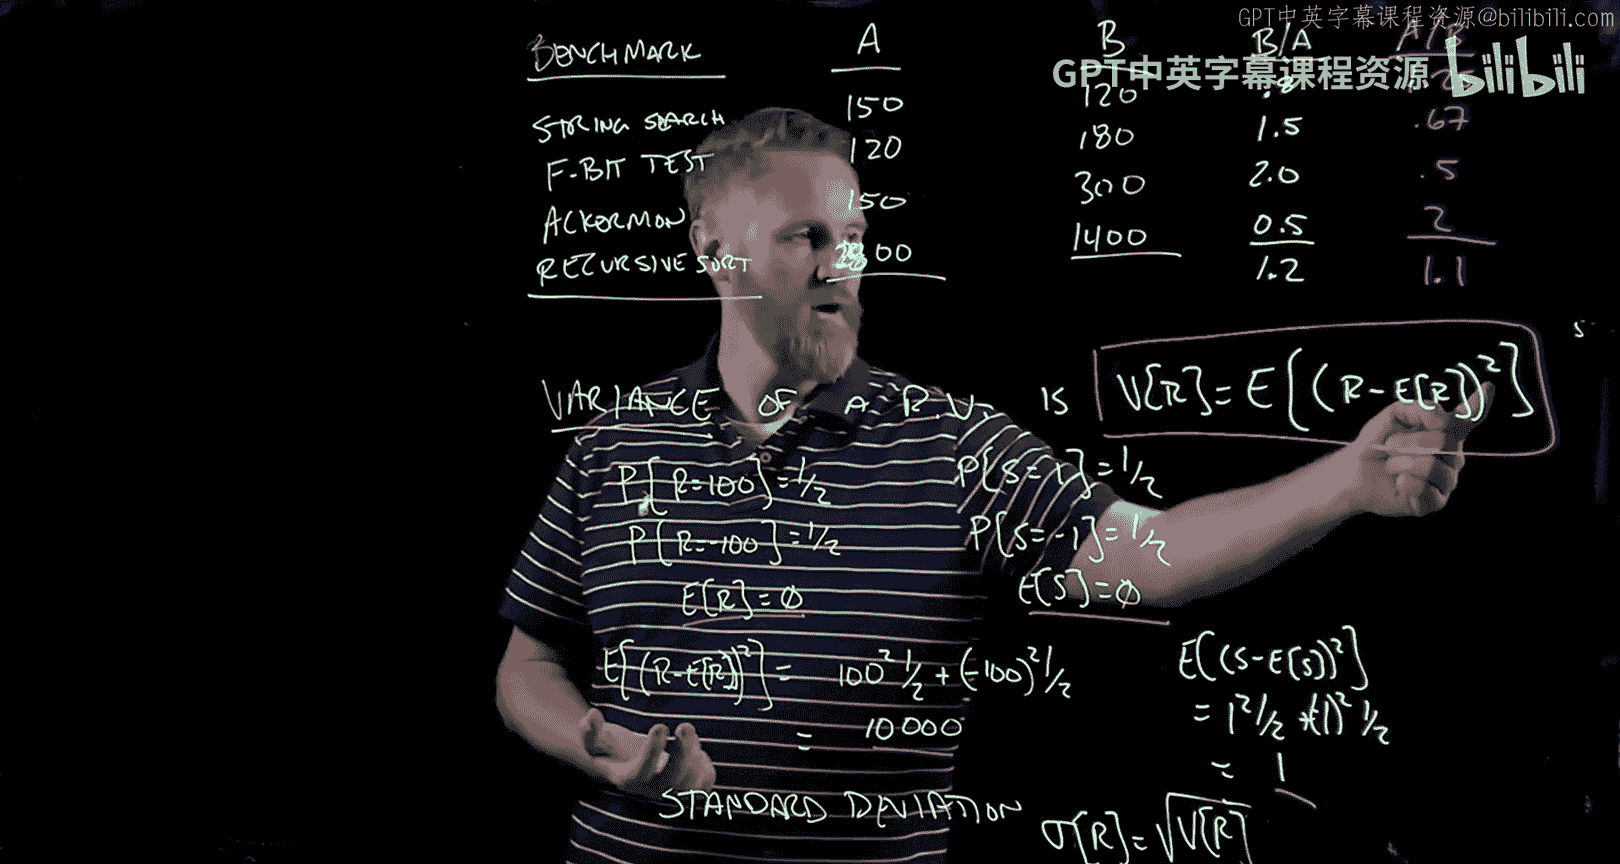 GPT中英字幕课程资源@bilibili.com
GPT中英字幕课程资源 bilibili
BENCHMARK A B B/A A/B
STRING SEARCH 150 120 .8
F-BIT TEST 120 180 1.5 .67
ACKERMON 150 300 2.0 .5
RECURSIVE SORT 00 1400 0.5 2
1.2 1.1
VARIANCE OF A R.V. IS V[R] = E[(R-E[R])²]
P[R=100]=1/2 P[S=1]=1/2
P[R=-100]=1/2 P[S=-1]=1/2
E[R]=0 E[S]=0
E[(R-E[R])²] = 100² 1/2 + (-100)² 1/2
= 10000
E[(S-E[S])²]
= 1² 1/2 + (-1)² 1/2
= 1
STANDARD DEVIATION σ[R]=√V[R]